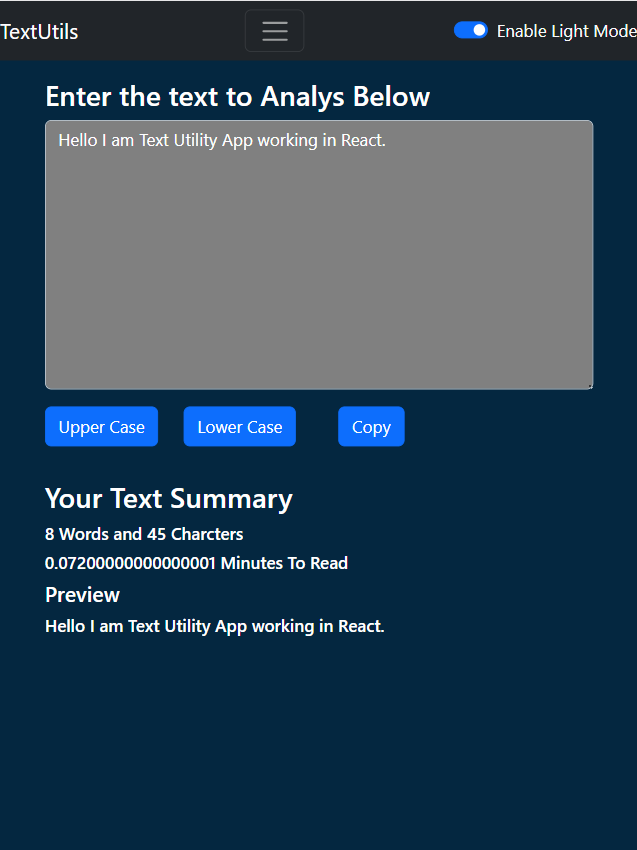 TextUtils
Enable Light Mode
Enter the text to Analys Below
Hello I am Text Utility App working in React.
Upper Case
Lower Case
Copy
Your Text Summary
8 Words and 45 Charcters
0.07200000000000001 Minutes To Read
Preview
Hello I am Text Utility App working in React.